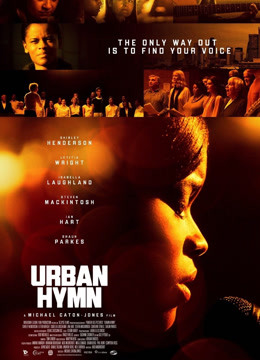 THE ONLY WAY OUT
IS TO FIND YOUR VOICE
SHIRLEY
HENDERSON
LETITIA
WRIGHT
ISABELLA
LAUGHLAND
STEVEN
MACKINTOSH
IAN
HART
SHAUN
PARKES
URBAN
HYMN
A MICHAEL CATON-JONES FILM